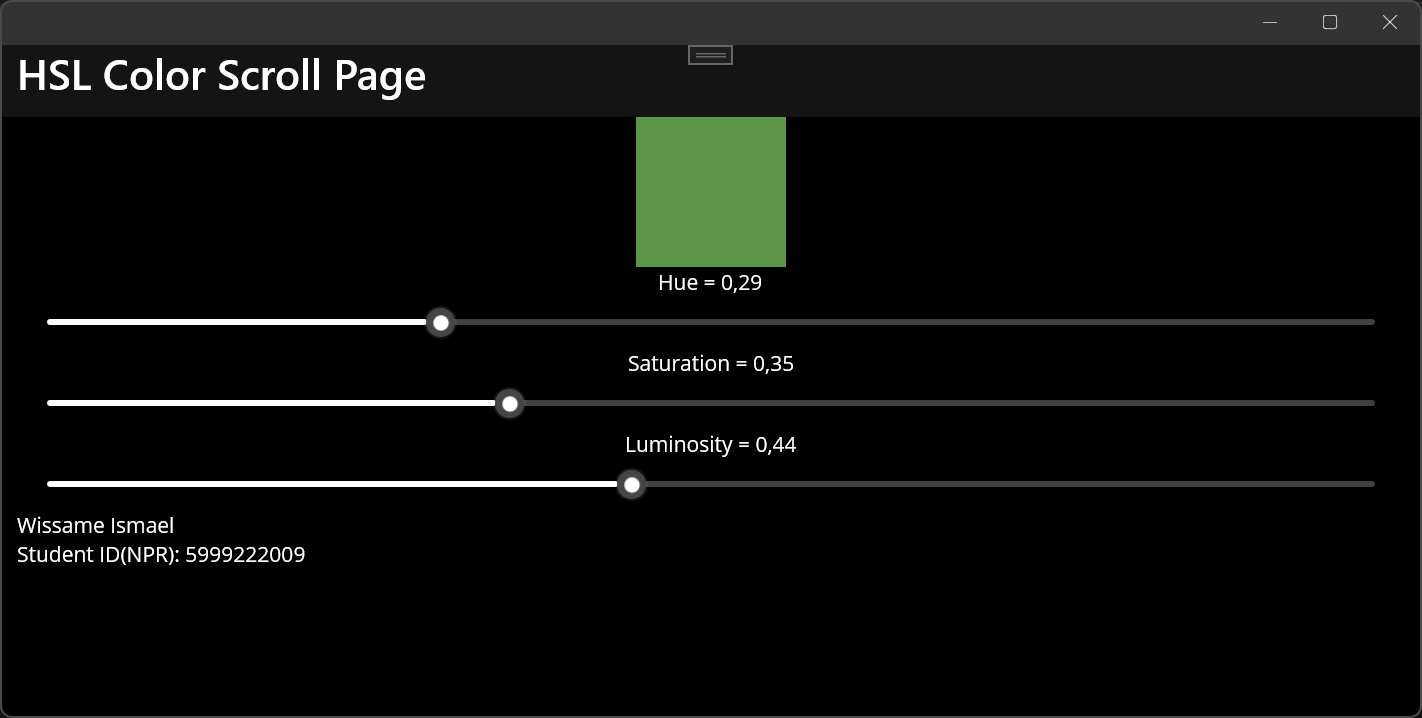 HSL Color Scroll Page
Hue = 0,29
Saturation = 0,35
Luminosity = 0,44
Wissame Ismael
Student ID(NPR): 5999222009